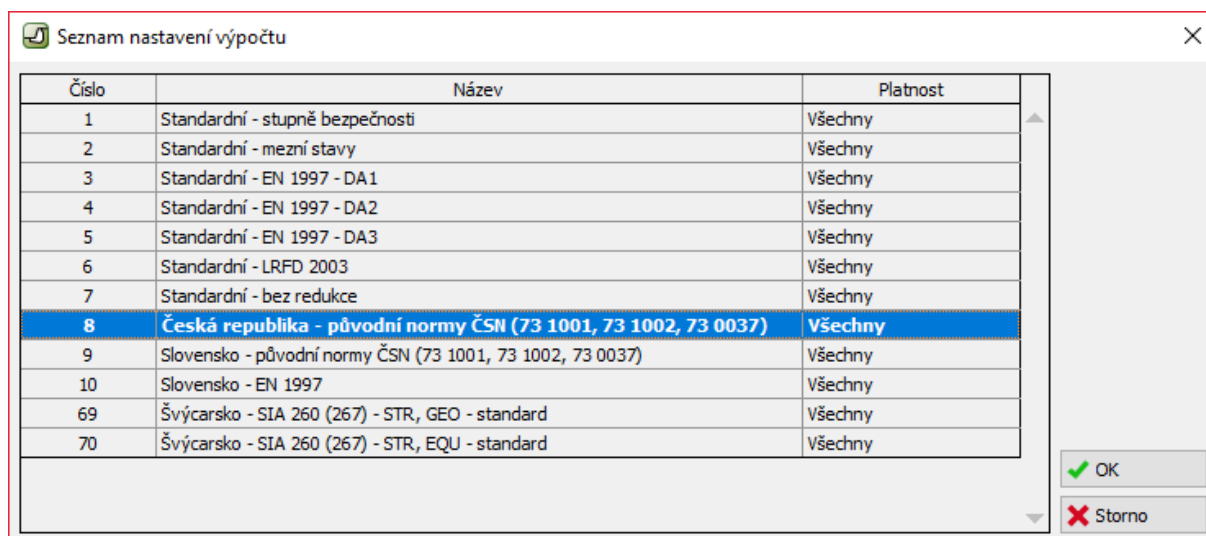 Seznam nastavení výpočtu
Číslo Název Platnost
1 Standardní - stupně bezpečnosti Všechny
2 Standardní - mezní stavy Všechny
3 Standardní - EN 1997 - DA1 Všechny
4 Standardní - EN 1997 - DA2 Všechny
5 Standardní - EN 1997 - DA3 Všechny
6 Standardní - LRFD 2003 Všechny
7 Standardní - bez redukce Všechny
8 Česká republika - původní normy ČSN (73 1001, 73 1002, 73 0037) Všechny
9 Slovensko - původní normy ČSN (73 1001, 73 1002, 73 0037) Všechny
10 Slovensko - EN 1997 Všechny
69 Švýcarsko - SIA 260 (267) - STR, GEO - standard Všechny
70 Švýcarsko - SIA 260 (267) - STR, EQU - standard Všechny
OK
Storno